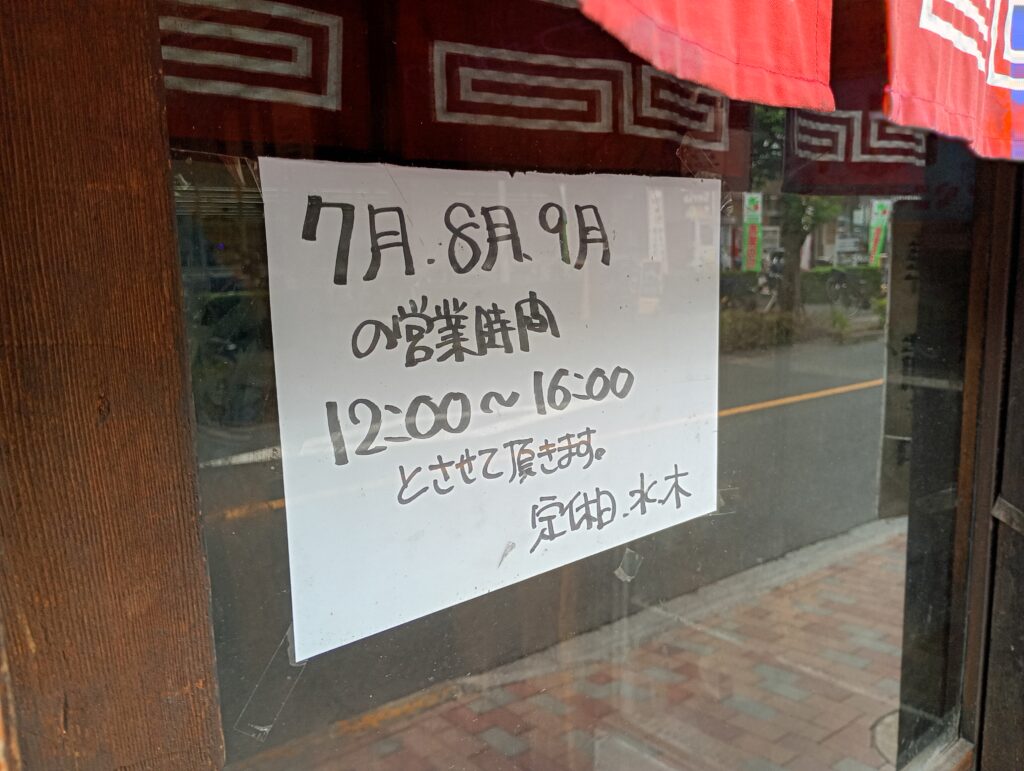 7月.8月、9月
の営業時間
12:00～16:00
とさせて頂きます。
定休日.水.木